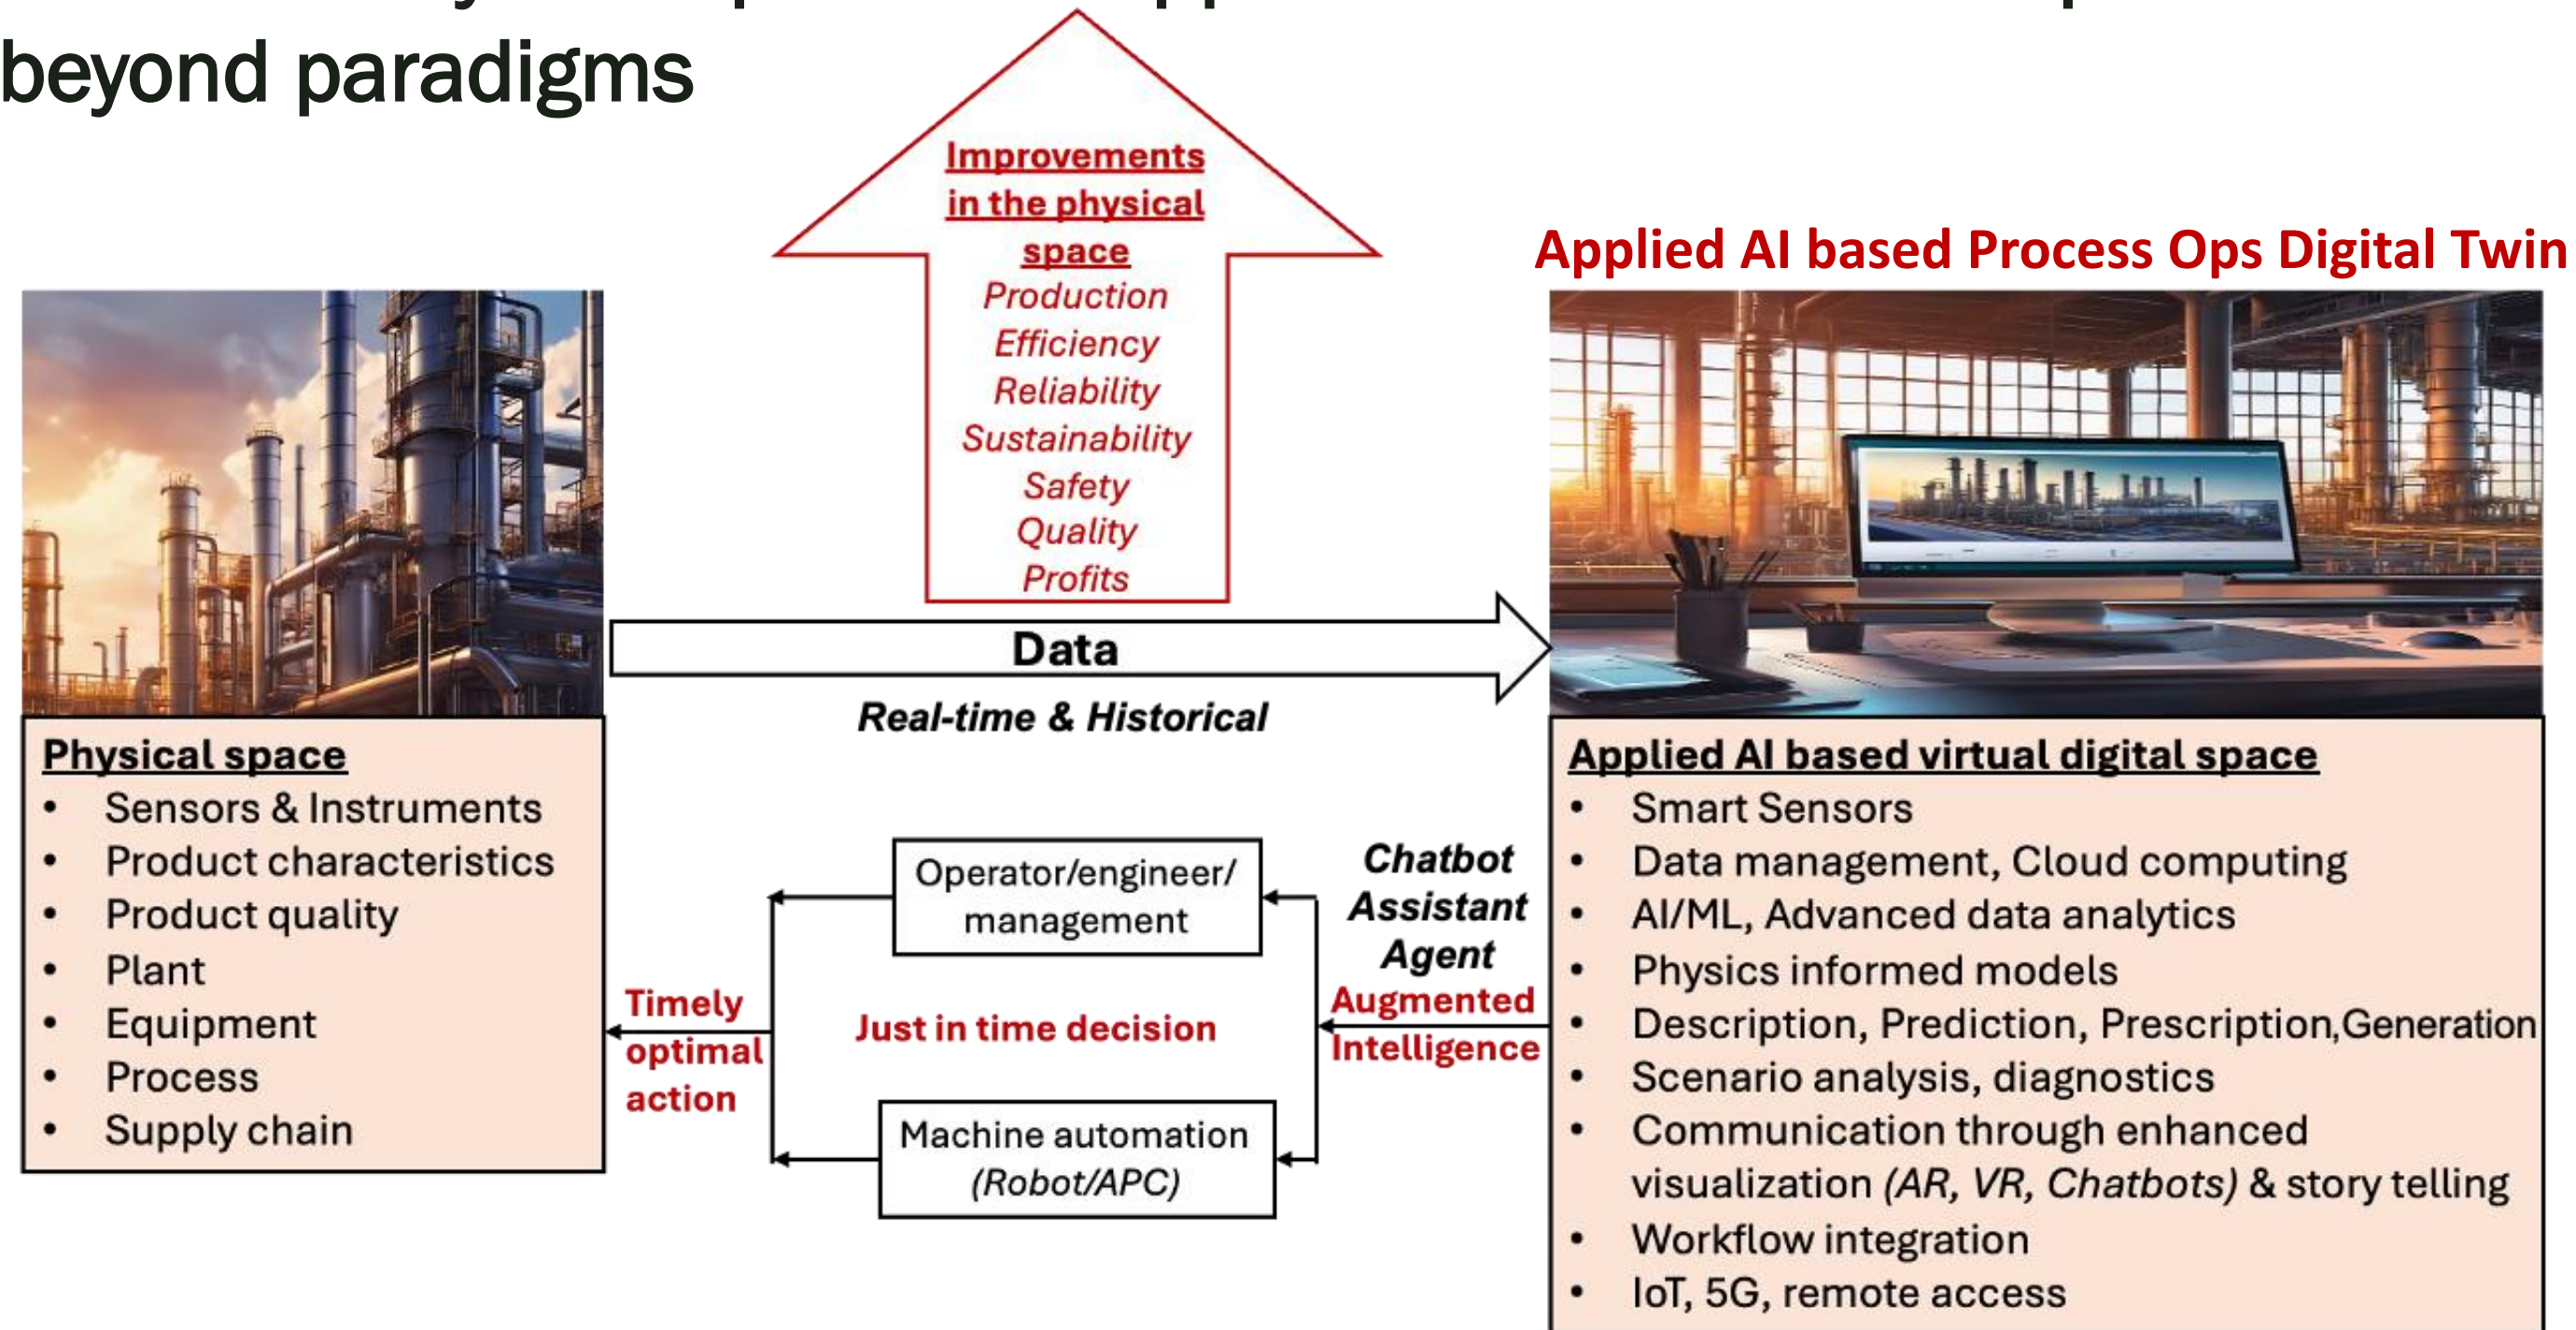 beyond paradigms
Improvements
in the physical
space
Production
Efficiency
Reliability
Sustainability
Safety
Quality
Profits
Applied AI based Process Ops Digital Twin
Data
Real-time & Historical
Physical space
• Sensors & Instruments
• Product characteristics
• Product quality
• Plant
• Equipment
• Process
• Supply chain
Timely
optimal
action
Operator/engineer/
management
Just in time decision
Machine automation
(Robot/APC)
Chatbot
Assistant
Agent
Augmented
Intelligence
Applied AI based virtual digital space
• Smart Sensors
• Data management, Cloud computing
• AI/ML, Advanced data analytics
• Physics informed models
• Description, Prediction, Prescription,Generation
• Scenario analysis, diagnostics
• Communication through enhanced
visualization (AR, VR, Chatbots) & story telling
• Workflow integration
• IoT, 5G, remote access